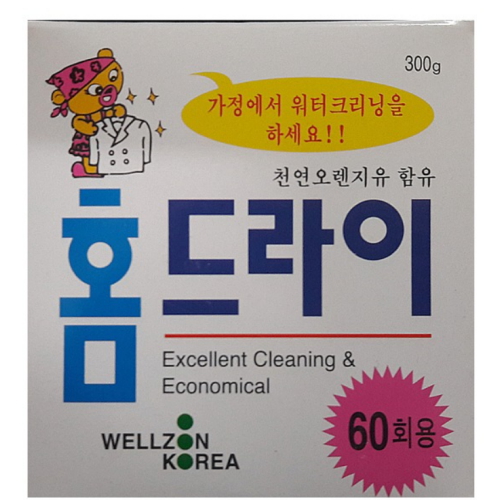 300g
가정에서 워터크리닝을
하세요!!
천연오렌지유 함유
홈드라이
Excellent Cleaning &
Economical
60회용
WELLZON
KOREA